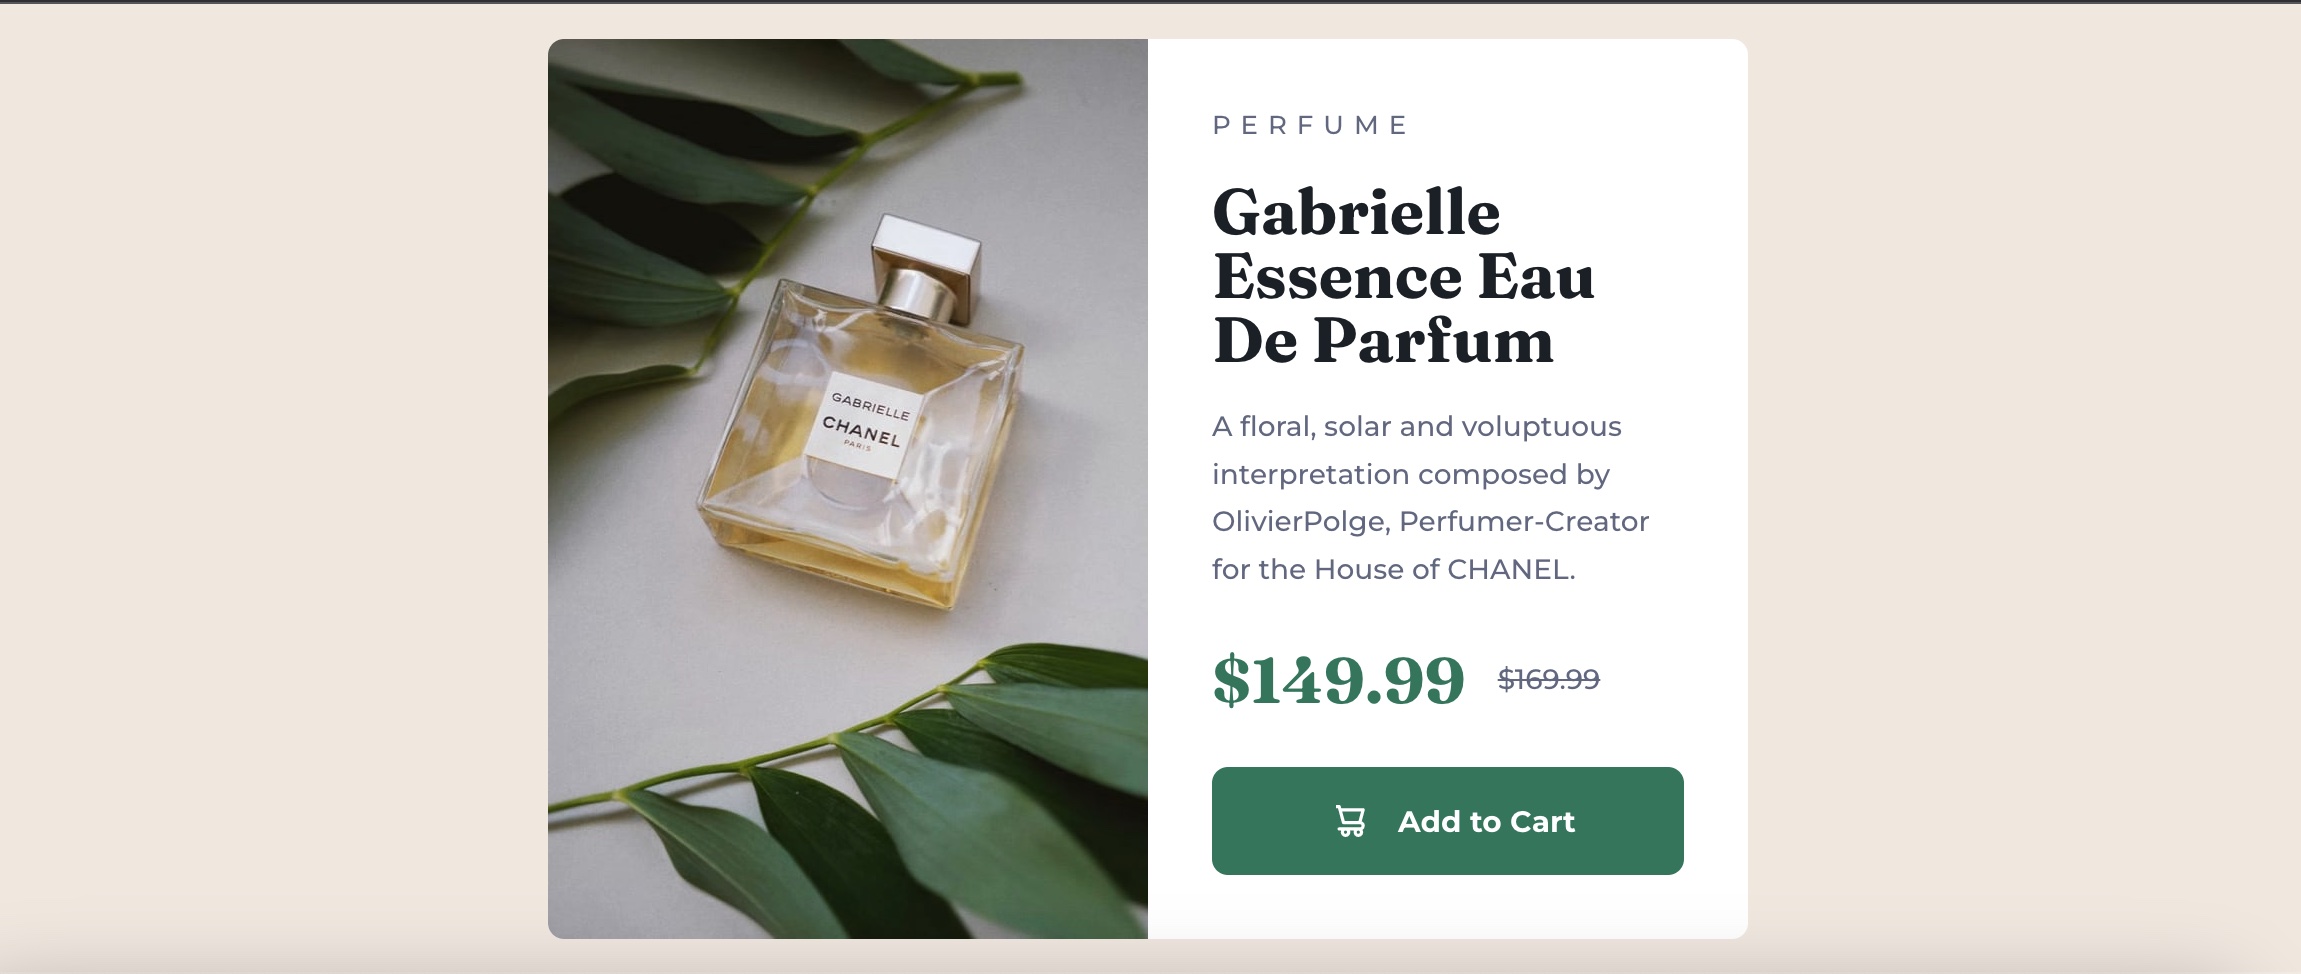 GABRIELLE
CHANEL
PARIS
PERFUME
Gabrielle
Essence Eau
De Parfum
A floral, solar and voluptuous
interpretation composed by
OlivierPolge, Perfumer-Creator
for the House of CHANEL.
$149.99 $169.99
Add to Cart